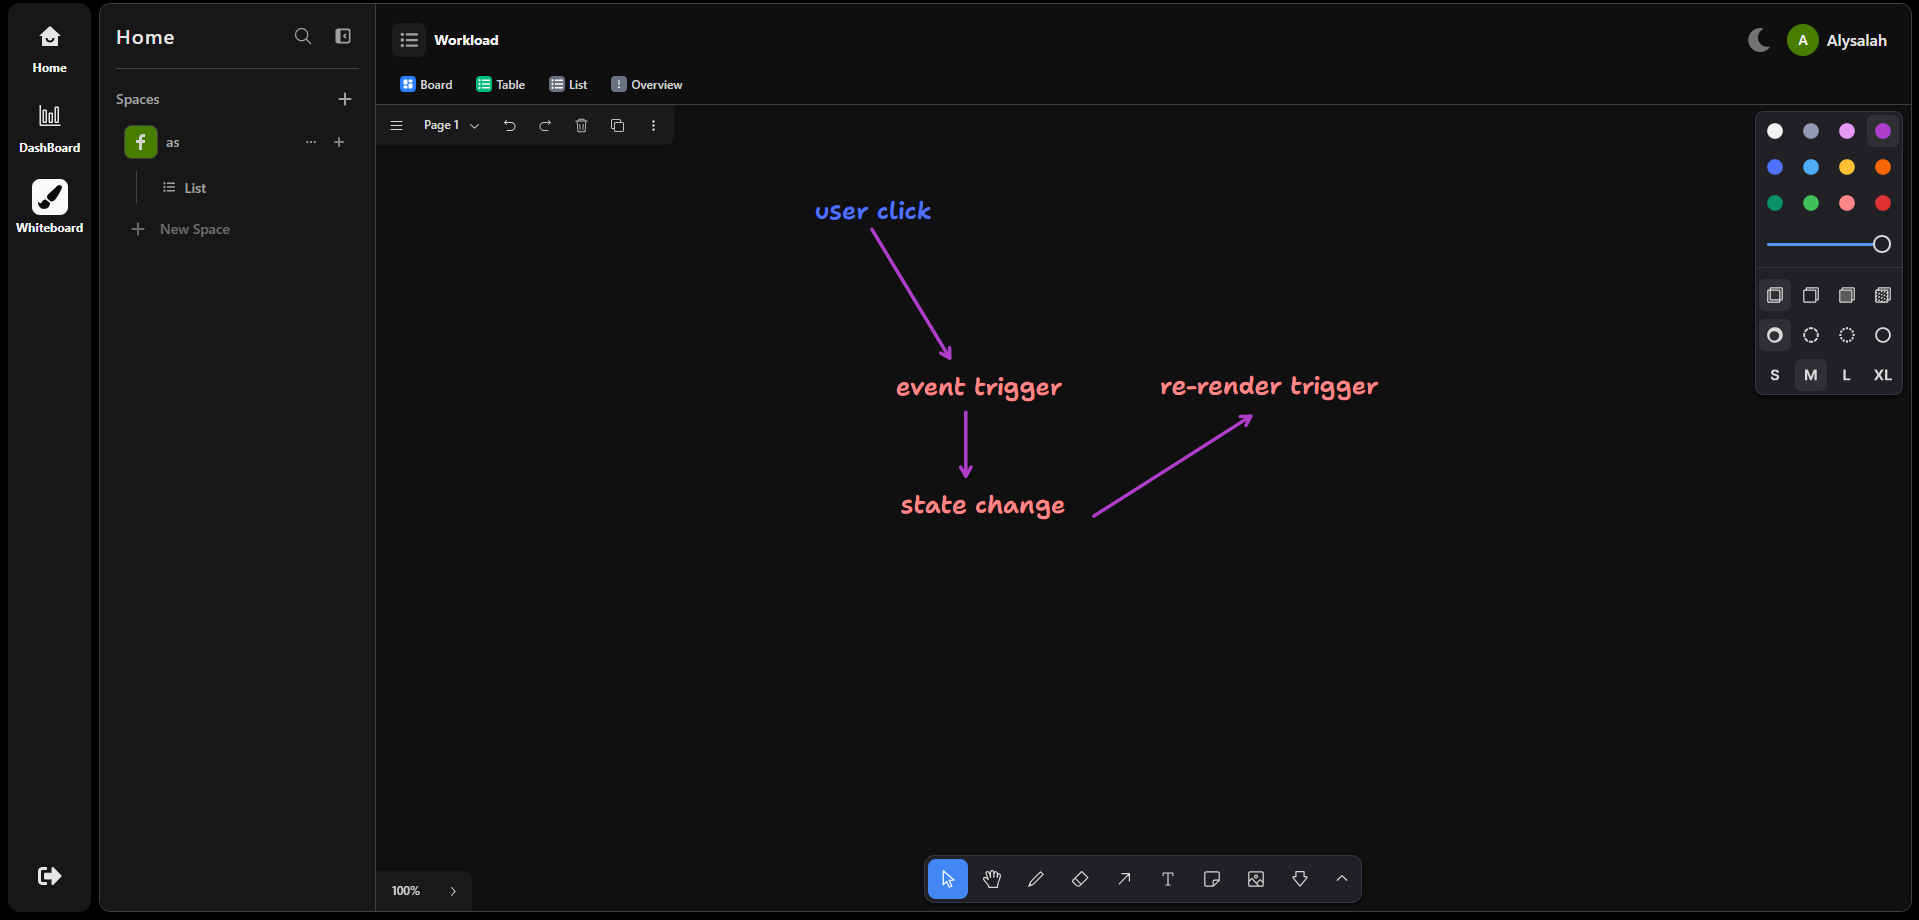 Home
DashBoard
Whiteboard
Home
Spaces
as
List
New Space
Workload
A
Alysalah
Board
Table
List
Overview
Page 1
user click
event trigger
re-render trigger
state change
S M L XL
100%
T